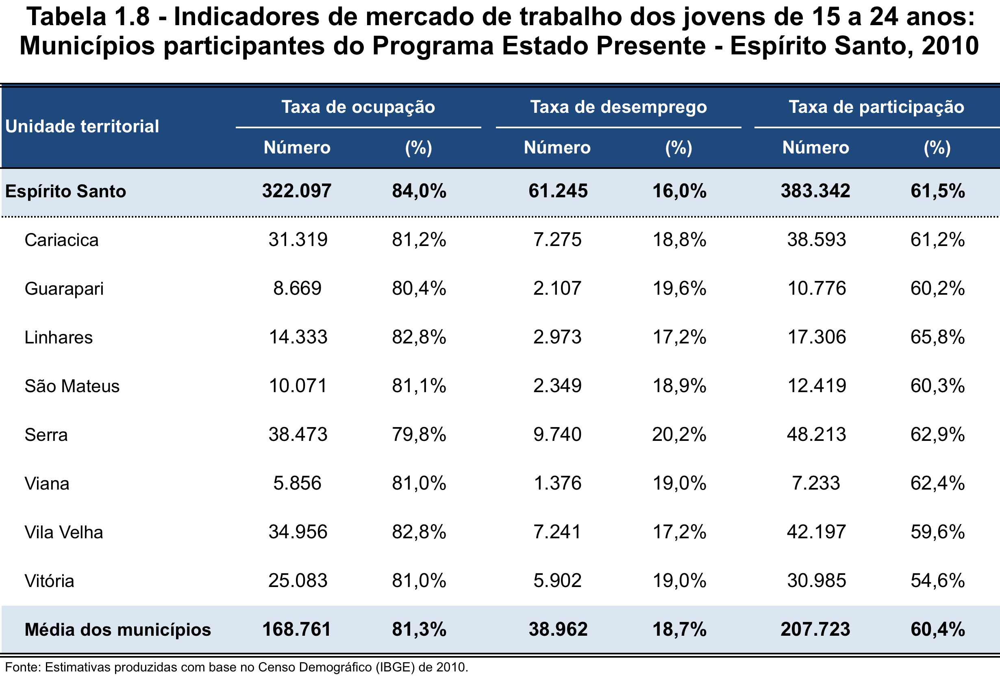 Tabela 1.8 - Indicadores de mercado de trabalho dos jovens de 15 a 24 anos:
Municípios participantes do Programa Estado Presente - Espírito Santo, 2010
Unidade territorial Taxa de ocupação Taxa de desemprego Taxa de participação
Número (%) Número (%) Número (%)
Espírito Santo 322.097 84,0% 61.245 16,0% 383.342 61,5%
Cariacica 31.319 81,2% 7.275 18,8% 38.593 61,2%
Guarapari 8.669 80,4% 2.107 19,6% 10.776 60,2%
Linhares 14.333 82,8% 2.973 17,2% 17.306 65,8%
São Mateus 10.071 81,1% 2.349 18,9% 12.419 60,3%
Serra 38.473 79,8% 9.740 20,2% 48.213 62,9%
Viana 5.856 81,0% 1.376 19,0% 7.233 62,4%
Vila Velha 34.956 82,8% 7.241 17,2% 42.197 59,6%
Vitória 25.083 81,0% 5.902 19,0% 30.985 54,6%
Média dos municípios 168.761 81,3% 38.962 18,7% 207.723 60,4%
Fonte: Estimativas produzidas com base no Censo Demográfico (IBGE) de 2010.